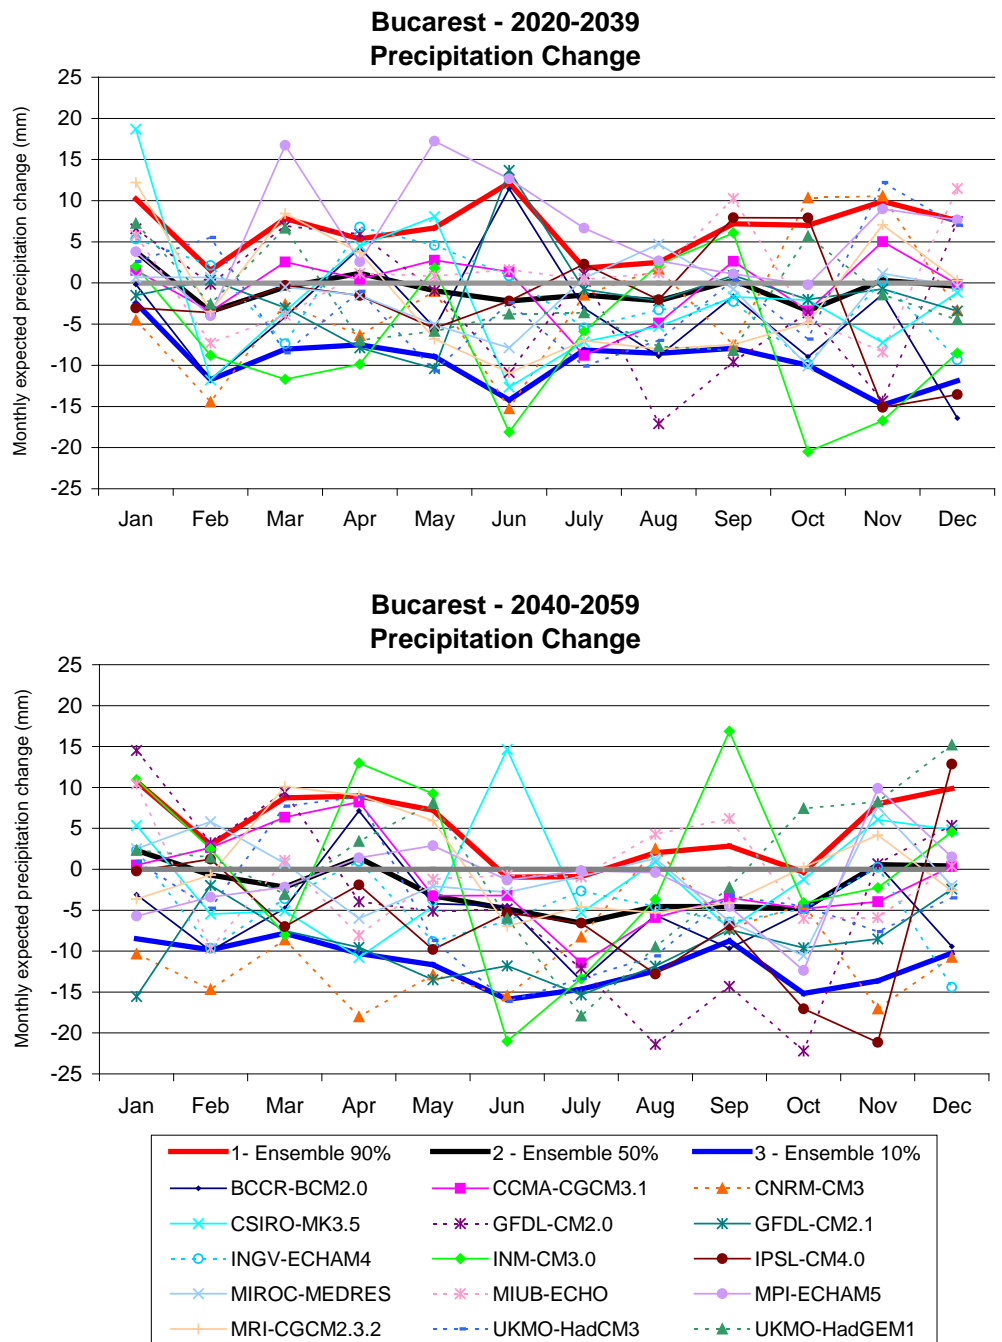 Bucarest - 2020-2039
Precipitation Change
Monthly expected precipitation change (mm)
25
20
15
10
5
0
-5
-10
-15
-20
-25
Jan Feb Mar Apr May Jun July Aug Sep Oct Nov Dec
Bucarest - 2040-2059
Precipitation Change
Monthly expected precipitation change (mm)
25
20
15
10
5
0
-5
-10
-15
-20
-25
Jan Feb Mar Apr May Jun July Aug Sep Oct Nov Dec
1- Ensemble 90% 2 - Ensemble 50% 3 - Ensemble 10%
BCCR-BCM2.0 CCMA-CGCM3.1 CNRM-CM3
CSIRO-MK3.5 GFDL-CM2.0 GFDL-CM2.1
INGV-ECHAM4 INM-CM3.0 IPSL-CM4.0
MIROC-MEDRES MIUB-ECHO MPI-ECHAM5
MRI-CGCM2.3.2 UKMO-HadCM3 UKMO-HadGEM1